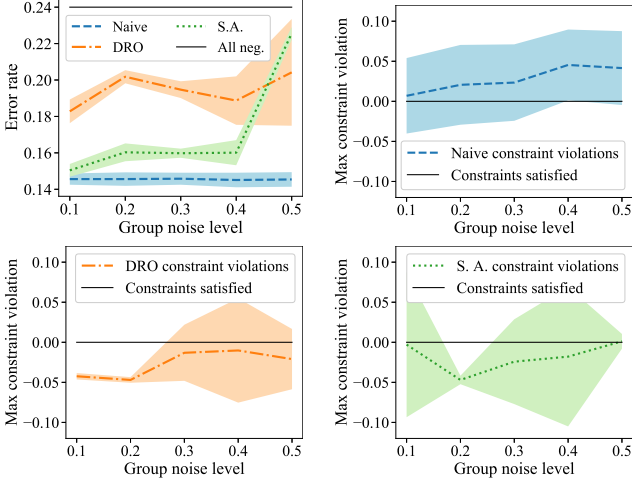 0.24
0.22
0.20
0.18
0.16
0.14
Error rate
Naive
DRO
S.A.
All neg.
0.1 0.2 0.3 0.4 0.5
Group noise level
0.10
0.05
0.00
−0.05
−0.10
Max constraint violation
Naive constraint violations
Constraints satisfied
0.1 0.2 0.3 0.4 0.5
Group noise level
0.10
0.05
0.00
−0.05
−0.10
Max constraint violation
DRO constraint violations
Constraints satisfied
0.1 0.2 0.3 0.4 0.5
Group noise level
0.10
0.05
0.00
−0.05
−0.10
Max constraint violation
S. A. constraint violations
Constraints satisfied
0.1 0.2 0.3 0.4 0.5
Group noise level